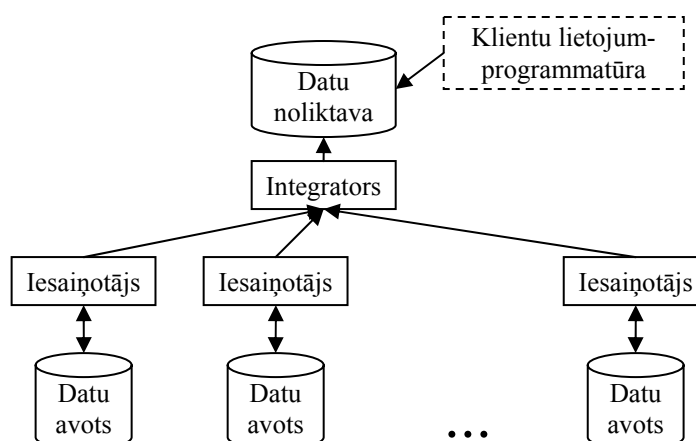 Klientu lietojum-
programmatūra
Datu
noliktava
Integrators
Iesaiņotājs
Iesaiņotājs
Iesaiņotājs
Datu
avots
Datu
avots
...
Datu
avots